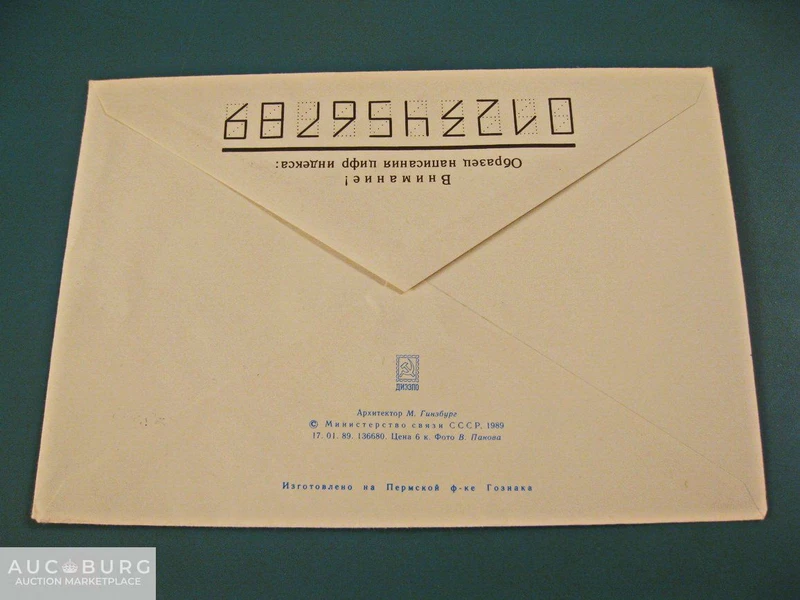 Внимание!
Образец написания цифр индекса:
0123456789
ДИЭЗПО
Архитектор М. Гинзбург
© Министерство связи СССР, 1989
17. 01. 89. 136680. Цена 6 к. Фото В. Панова
Изготовлено на Пермской ф-ке Гознака
AUCBURG
AUCTION MARKETPLACE